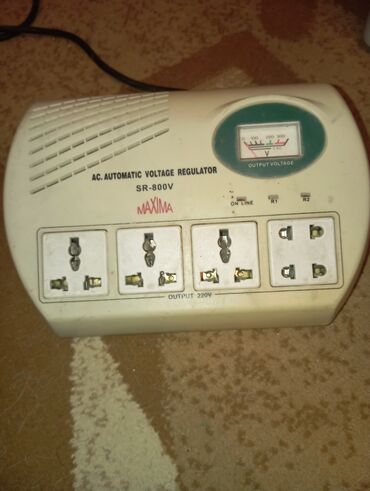 AC. AUTOMATIC VOLTAGE REGULATOR
SR-800V
MAXIMA
V
OUTPUT VOLTAGE
ON LINE
R1
R2
OUTPUT 220V